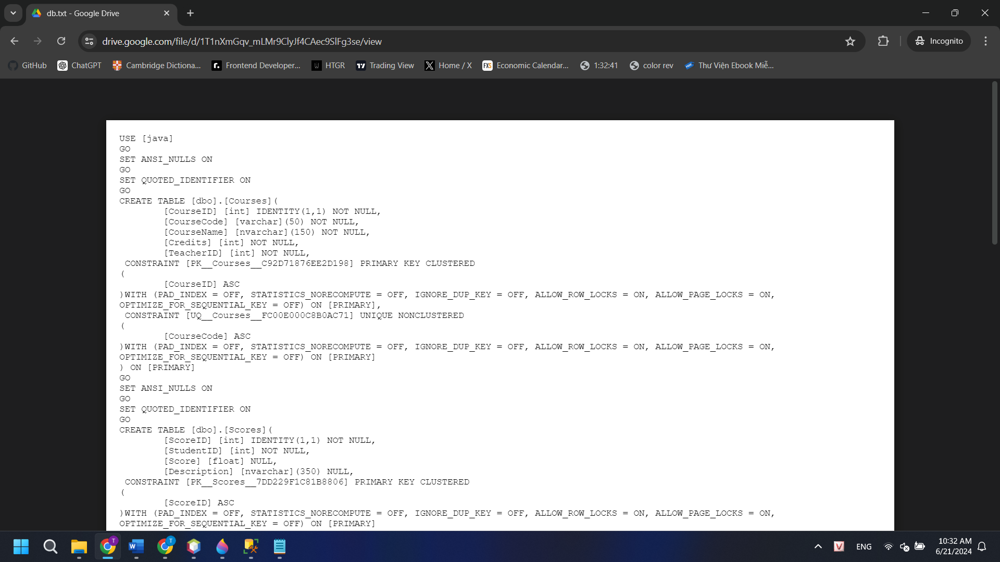 db.txt - Google Drive
drive.google.com/file/d/1T1nXmGqv_mLMr9ClyJf4CAec9SlFg3se/view
Incognito
GitHub
ChatGPT
Cambridge Dictiona...
Frontend Developer...
HTGR
Trading View
Home / X
Economic Calendar...
1:32:41
color rev
Thư Viện Ebook Miễ...
USE [java]
GO
SET ANSI_NULLS ON
GO
SET QUOTED_IDENTIFIER ON
GO
CREATE TABLE [dbo].[Courses](
[CourseID] [int] IDENTITY(1,1) NOT NULL,
[CourseCode] [varchar](50) NOT NULL,
[CourseName] [nvarchar](150) NOT NULL,
[Credits] [int] NOT NULL,
[TeacherID] [int] NOT NULL,
CONSTRAINT [PK__Courses__C92D71876EE2D198] PRIMARY KEY CLUSTERED
(
[CourseID] ASC
)WITH (PAD_INDEX = OFF, STATISTICS_NORECOMPUTE = OFF, IGNORE_DUP_KEY = OFF, ALLOW_ROW_LOCKS = ON, ALLOW_PAGE_LOCKS = ON,
OPTIMIZE_FOR_SEQUENTIAL_KEY = OFF) ON [PRIMARY],
CONSTRAINT [UQ__Courses__FC00E000C8B0AC71] UNIQUE NONCLUSTERED
(
[CourseCode] ASC
)WITH (PAD_INDEX = OFF, STATISTICS_NORECOMPUTE = OFF, IGNORE_DUP_KEY = OFF, ALLOW_ROW_LOCKS = ON, ALLOW_PAGE_LOCKS = ON,
OPTIMIZE_FOR_SEQUENTIAL_KEY = OFF) ON [PRIMARY]
) ON [PRIMARY]
GO
SET ANSI_NULLS ON
GO
SET QUOTED_IDENTIFIER ON
GO
CREATE TABLE [dbo].[Scores](
[ScoreID] [int] IDENTITY(1,1) NOT NULL,
[StudentID] [int] NOT NULL,
[Score] [float] NULL,
[Description] [nvarchar](350) NULL,
CONSTRAINT [PK__Scores__7DD229F1C81B8806] PRIMARY KEY CLUSTERED
(
[ScoreID] ASC
)WITH (PAD_INDEX = OFF, STATISTICS_NORECOMPUTE = OFF, IGNORE_DUP_KEY = OFF, ALLOW_ROW_LOCKS = ON, ALLOW_PAGE_LOCKS = ON,
OPTIMIZE_FOR_SEQUENTIAL_KEY = OFF) ON [PRIMARY]
ENG
10:32 AM
6/21/2024